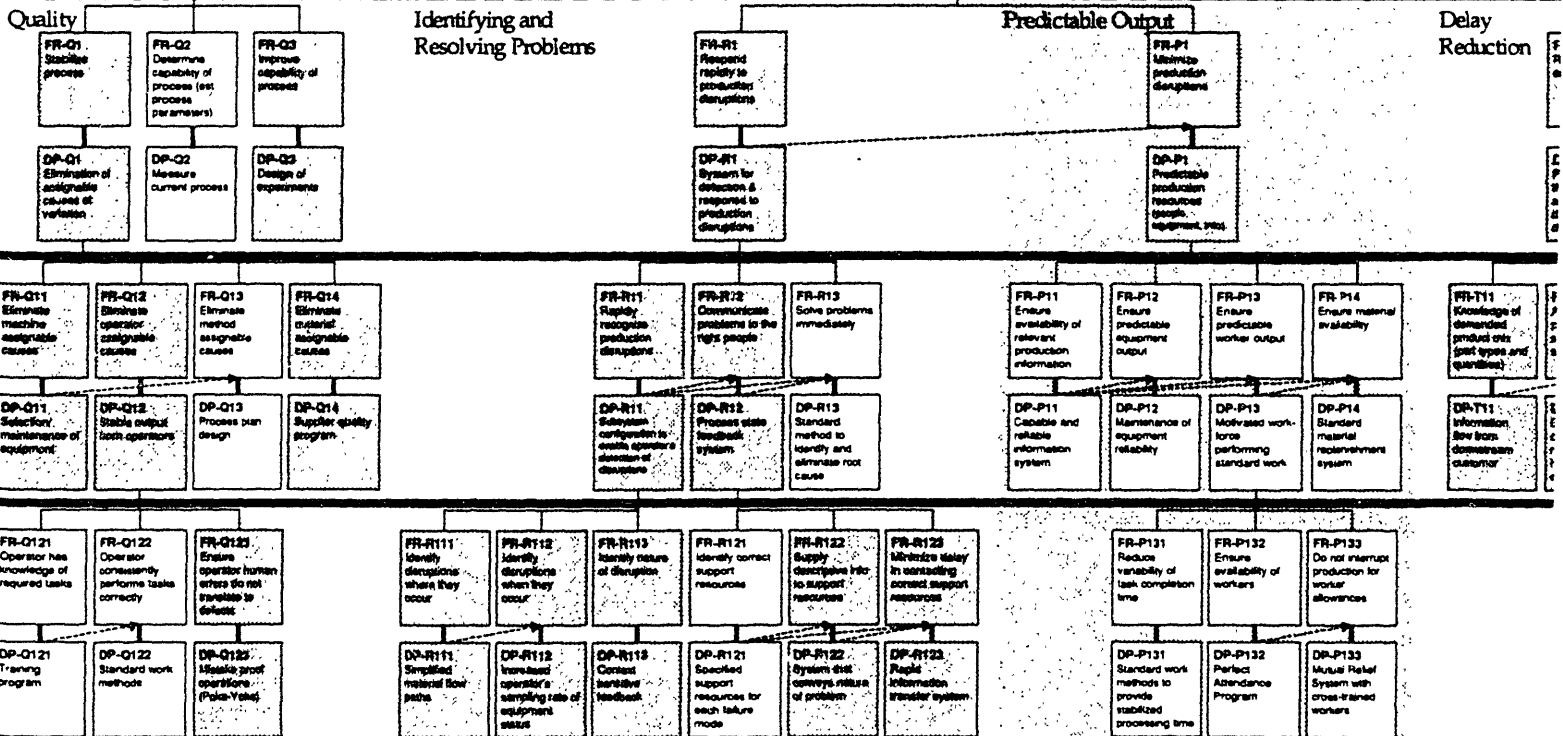 Quality
Identifying and
Resolving Problems
Predictable Output
Delay
Reduction
FR-Q1
Stabilize
process
FR-Q2
Determine
capability of
process (est
process
parameters)
FR-Q3
Improve
capability of
process
FR-R1
Respond
rapidly to
production
disruptions
FR-P1
Minimize
production
disruptions
DP-Q1
Elimination of
assignable
causes of
variation
DP-Q2
Measure
current process
DP-Q3
Design of
experiments
DP-R1
System for
detection &
response to
production
disruptions
DP-P1
Predictable
production
resources
(people,
equipment, info)
FR-Q11
Eliminate
machine
assignable
causes
FR-Q12
Eliminate
operator
assignable
causes
FR-Q13
Eliminate
method
assignable
causes
FR-Q14
Eliminate
material
assignable
causes
FR-R11
Rapidly
recognize
production
disruptions
FR-R12
Communicate
problems to the
right people
FR-R13
Solve problems
immediately
FR-P11
Ensure
availability of
relevant
production
information
FR-P12
Ensure
predictable
equipment
output
FR-P13
Ensure
predictable
worker output
FR-P14
Ensure material
availability
FR-T11
Knowledge of
demanded
product mix
(part types and
quantities)
DP-Q11
Selection/
maintenance of
equipment
DP-Q12
Stable output
from operators
DP-Q13
Process plan
design
DP-Q14
Supplier quality
program
DP-R11
Subsystem
configuration to
enable operator's
detection of
disruptions
DP-R12
Process state
feedback
system
DP-R13
Standard
method to
identify and
eliminate root
cause
DP-P11
Capable and
reliable
information
system
DP-P12
Maintenance of
equipment
reliability
DP-P13
Motivated work-
force
performing
standard work
DP-P14
Standard
material
replenishment
system
DP-T11
Information
flow from
downstream
customer
FR-Q121
Operator has
knowledge of
required tasks
FR-Q122
Operator
consistently
performs tasks
correctly
FR-Q123
Ensure
operator human
errors do not
translate to
defects
FR-R111
Identify
disruptions
where they
occur
FR-R112
Identify
disruptions
when they
occur
FR-R113
Identify nature
of disruption
FR-R121
Identify correct
support
resources
FR-R122
Supply
descriptive info
to support
resources
FR-R123
Minimize delay
in contacting
correct support
resources
FR-P131
Reduce
variability of
task completion
time
FR-P132
Ensure
availability of
workers
FR-P133
Do not interrupt
production for
worker
allowances
DP-Q121
Training
program
DP-Q122
Standard work
methods
DP-Q123
Mistake proof
operations
(Poka-Yoke)
DP-R111
Simplified
material flow
paths
DP-R112
Increased
operator's
sampling rate of
equipment
status
DP-R113
Context
sensitive
feedback
DP-R121
Specified
support
resources for
each failure
mode
DP-R122
System that
conveys nature
of problem
DP-R123
Rapid
information
transfer system
DP-P131
Standard work
methods to
provide
stabilized
processing time
DP-P132
Perfect
Attendance
Program
DP-P133
Mutual Relief
System with
cross-trained
workers